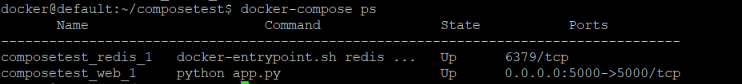 docker@default:~/composetest$ docker-compose ps
Name Command State Ports
--------------------------------------------------------------------------------
composetest_redis_1 docker-entrypoint.sh redis ... Up 6379/tcp
composetest_web_1 python app.py Up 0.0.0.0:5000->5000/tcp